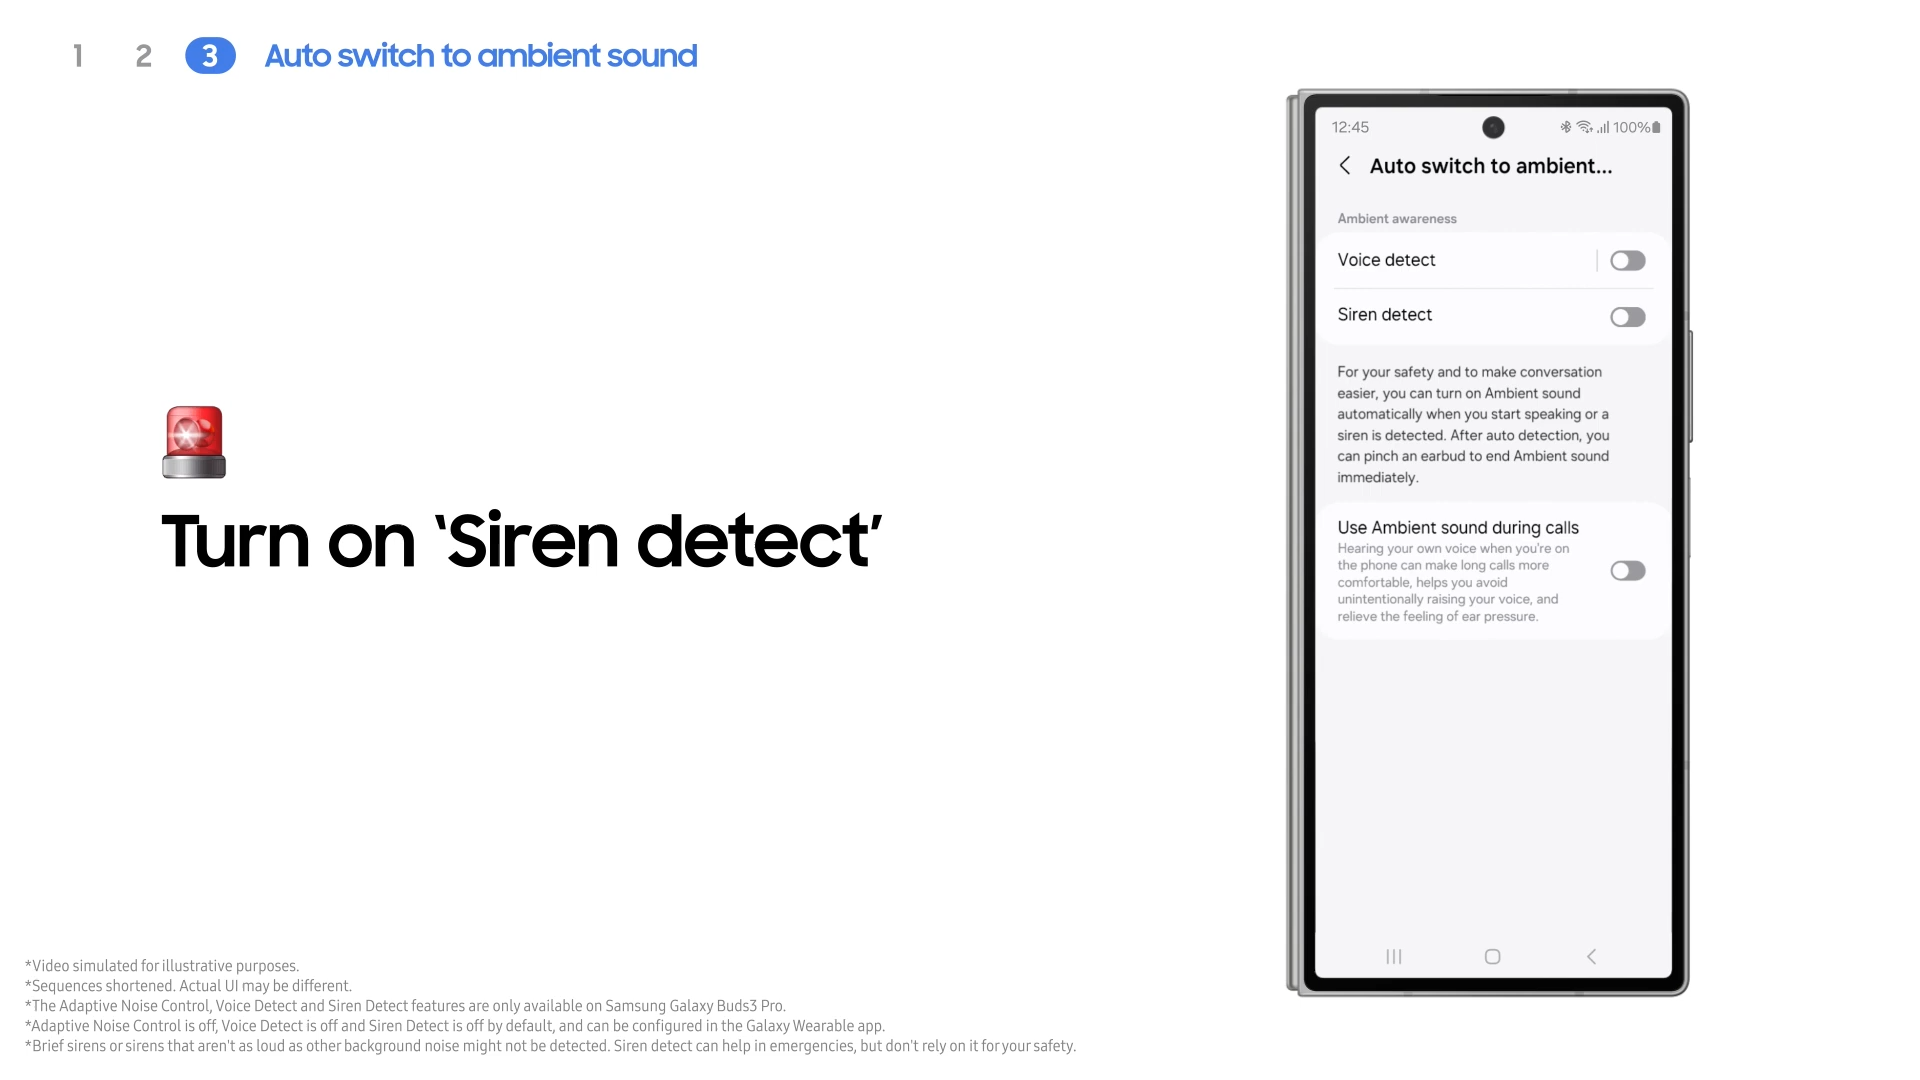 1 2 3 Auto switch to ambient sound
12:45 100%
Auto switch to ambient...
Ambient awareness
Voice detect
Siren detect
For your safety and to make conversation
easier, you can turn on Ambient sound
automatically when you start speaking or a
siren is detected. After auto detection, you
can pinch an earbud to end Ambient sound
immediately.
Use Ambient sound during calls
Hearing your own voice when you're on
the phone can make long calls more
comfortable, helps you avoid
unintentionally raising your voice, and
relieve the feeling of ear pressure.
Turn on ‘Siren detect’
*Video simulated for illustrative purposes.
*Sequences shortened. Actual UI may be different.
*The Adaptive Noise Control, Voice Detect and Siren Detect features are only available on Samsung Galaxy Buds3 Pro.
*Adaptive Noise Control is off, Voice Detect is off and Siren Detect is off by default, and can be configured in the Galaxy Wearable app.
*Brief sirens or sirens that aren't as loud as other background noise might not be detected. Siren detect can help in emergencies, but don't rely on it for your safety.